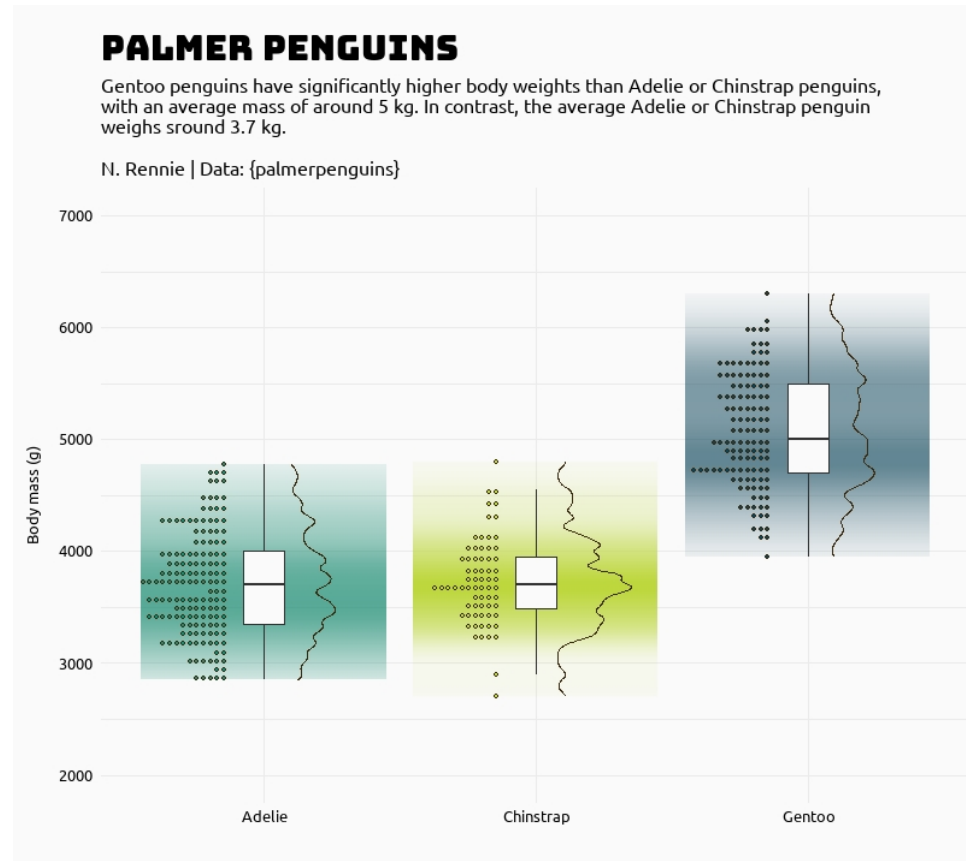 PALMER PENGUINS
Gentoo penguins have significantly higher body weights than Adelie or Chinstrap penguins,
with an average mass of around 5 kg. In contrast, the average Adelie or Chinstrap penguin
weighs sround 3.7 kg.
N. Rennie | Data: {palmerpenguins}
7000
6000
5000
4000
3000
2000
Body mass (g)
Adelie
Chinstrap
Gentoo